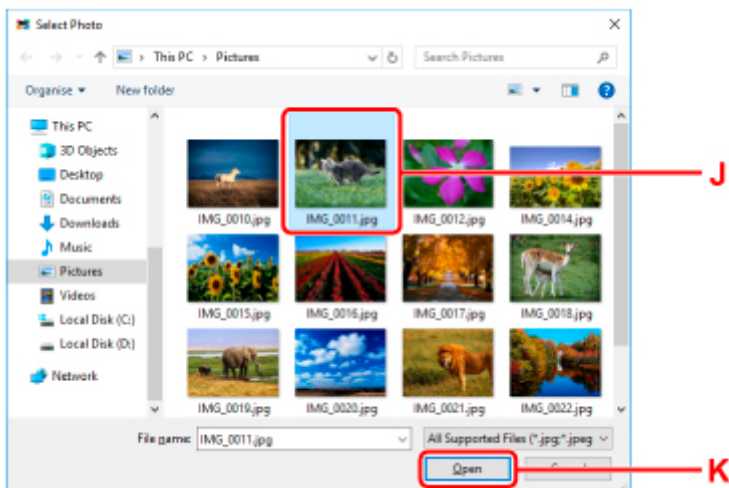 Select Photo
This PC > Pictures
Search Pictures
Organise
New folder
This PC
3D Objects
Desktop
Documents
Downloads
Music
Pictures
Videos
Local Disk (C:)
Local Disk (D:)
Network
IMG_0010.jpg IMG_0011.jpg IMG_0012.jpg IMG_0014.jpg
J
IMG_0015.jpg IMG_0016.jpg IMG_0017.jpg IMG_0018.jpg
IMG_0019.jpg IMG_0020.jpg IMG_0021.jpg IMG_0022.jpg
File name: IMG_0011.jpg
All Supported Files (*.jpg;*.jpeg
Open
K